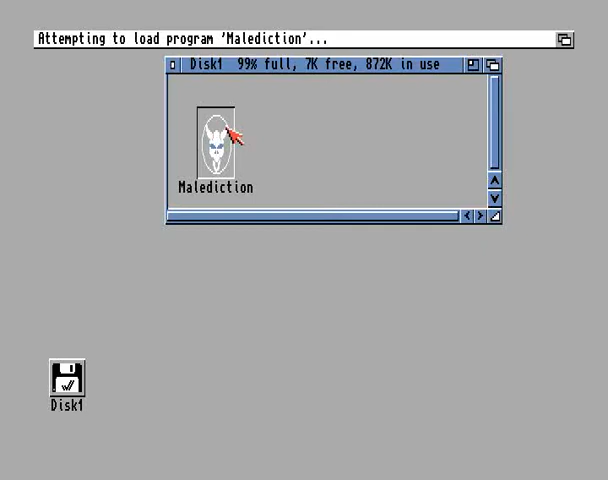 Attempting to load program 'Malediction'...
Disk1 99% full, 7K free, 872K in use
Malediction
Disk1